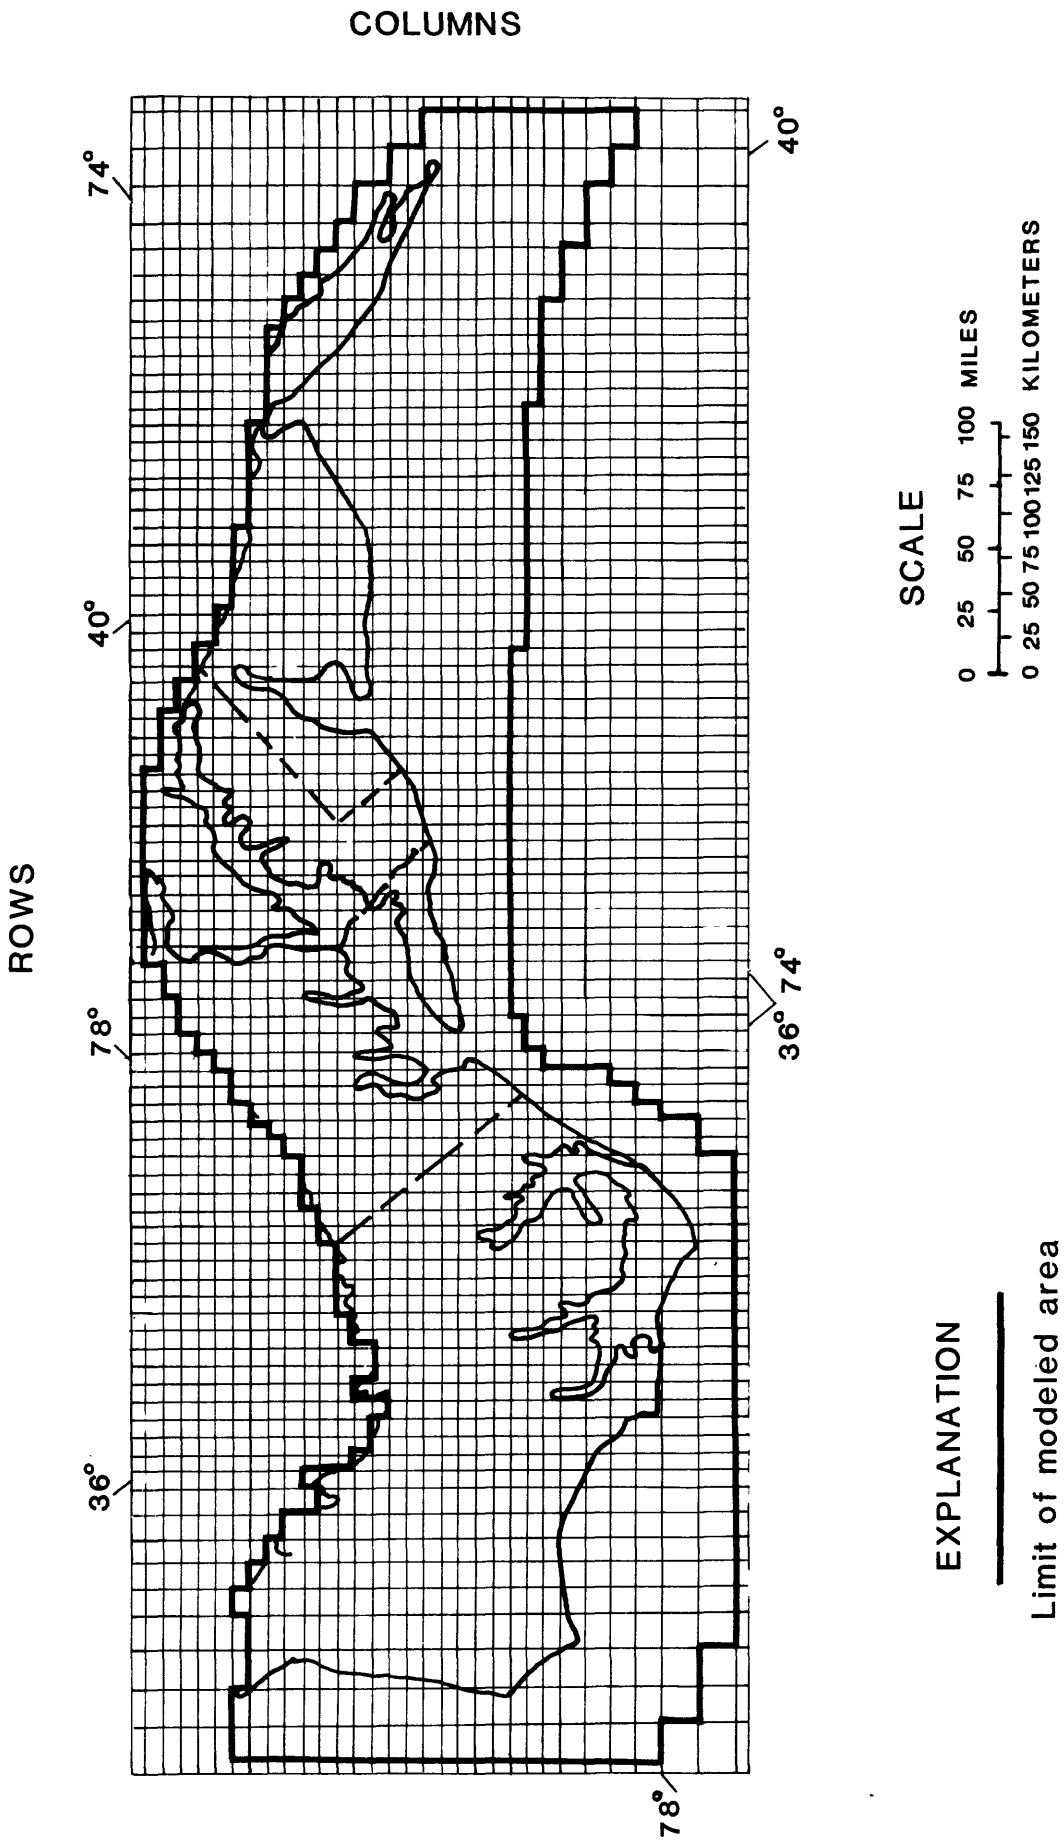 COLUMNS
74°
40°
ROWS
40°
78°
36° 74°
36°
78°
SCALE
0 25 50 75 100 MILES
0 25 50 75 100 125 150 KILOMETERS
EXPLANATION
Limit of modeled area